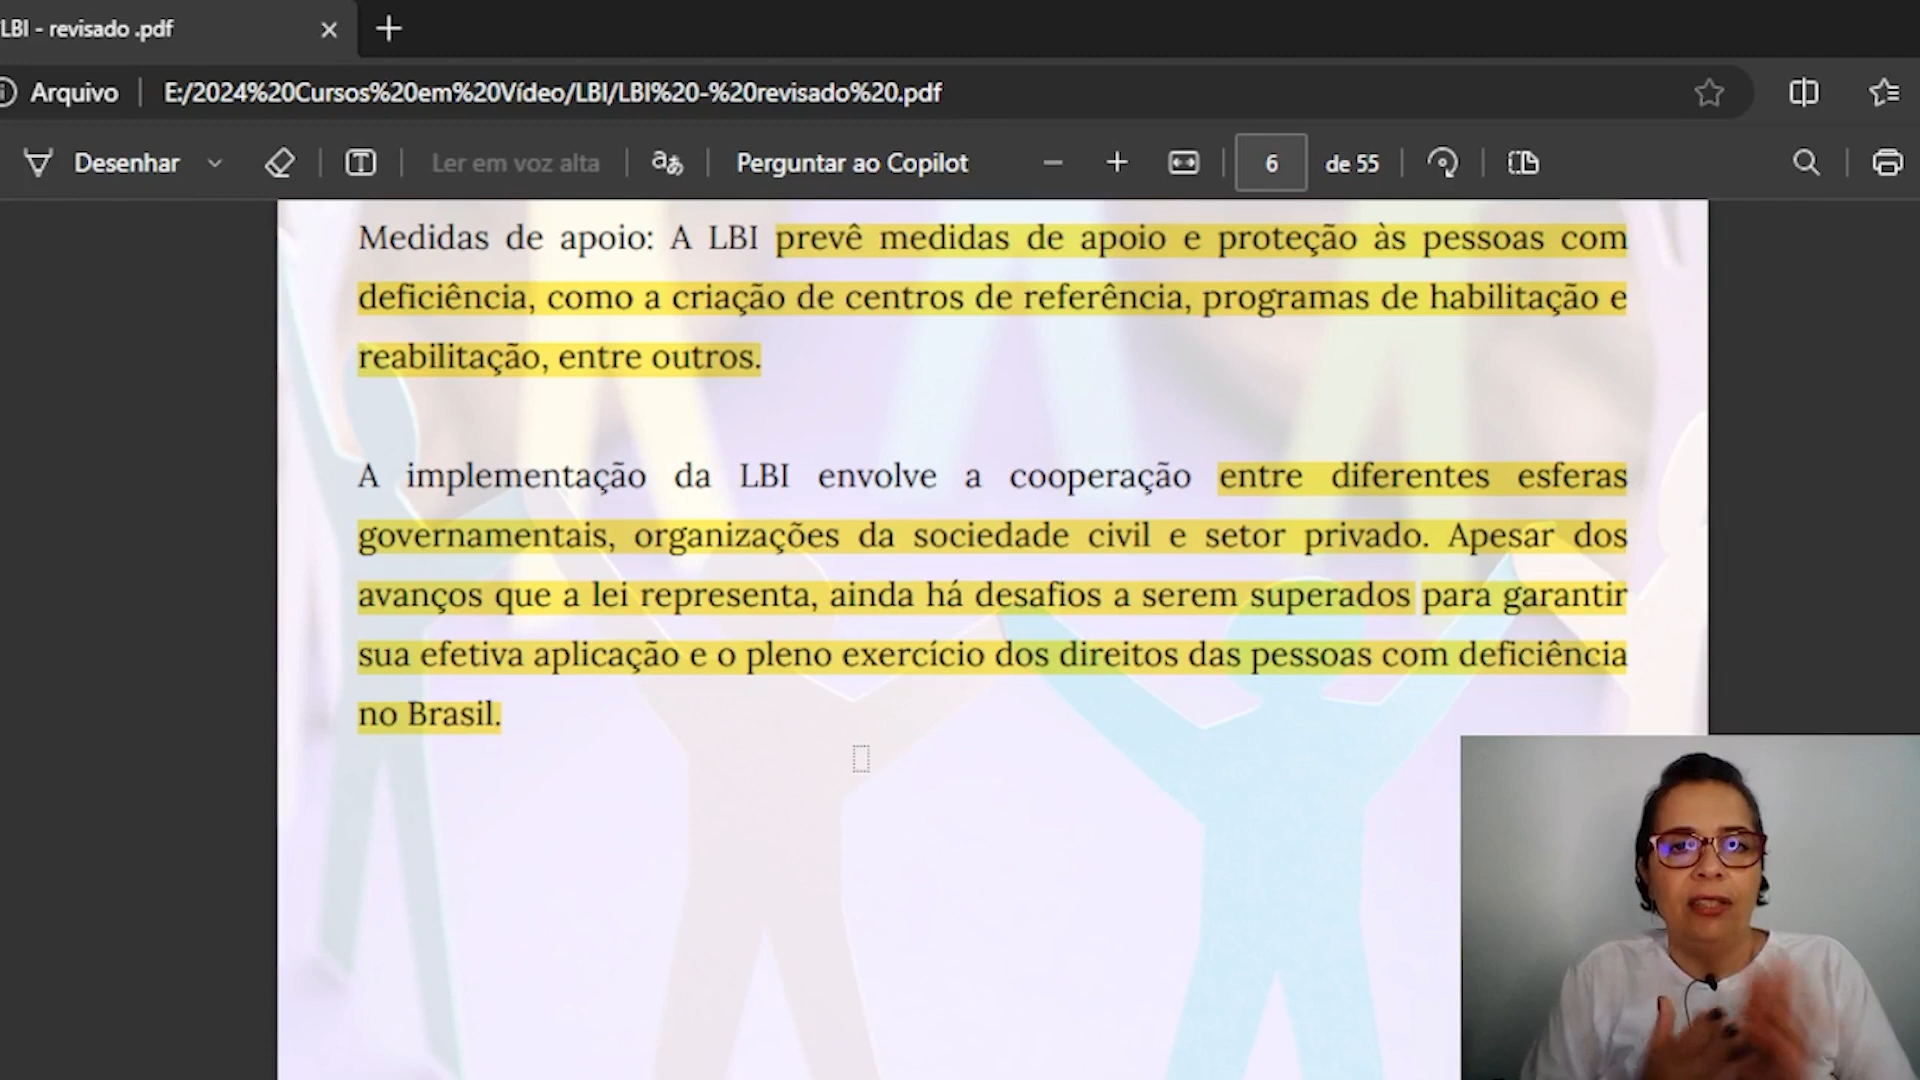 LBI - revisado .pdf
Arquivo E:/2024%20Cursos%20em%20Vídeo/LBI/LBI%20-%20revisado%20.pdf
Desenhar Ler em voz alta aあ Perguntar ao Copilot 6 de 55
Medidas de apoio: A LBI prevê medidas de apoio e proteção às pessoas com
deficiência, como a criação de centros de referência, programas de habilitação e
reabilitação, entre outros.
A implementação da LBI envolve a cooperação entre diferentes esferas
governamentais, organizações da sociedade civil e setor privado. Apesar dos
avanços que a lei representa, ainda há desafios a serem superados para garantir
sua efetiva aplicação e o pleno exercício dos direitos das pessoas com deficiência
no Brasil.